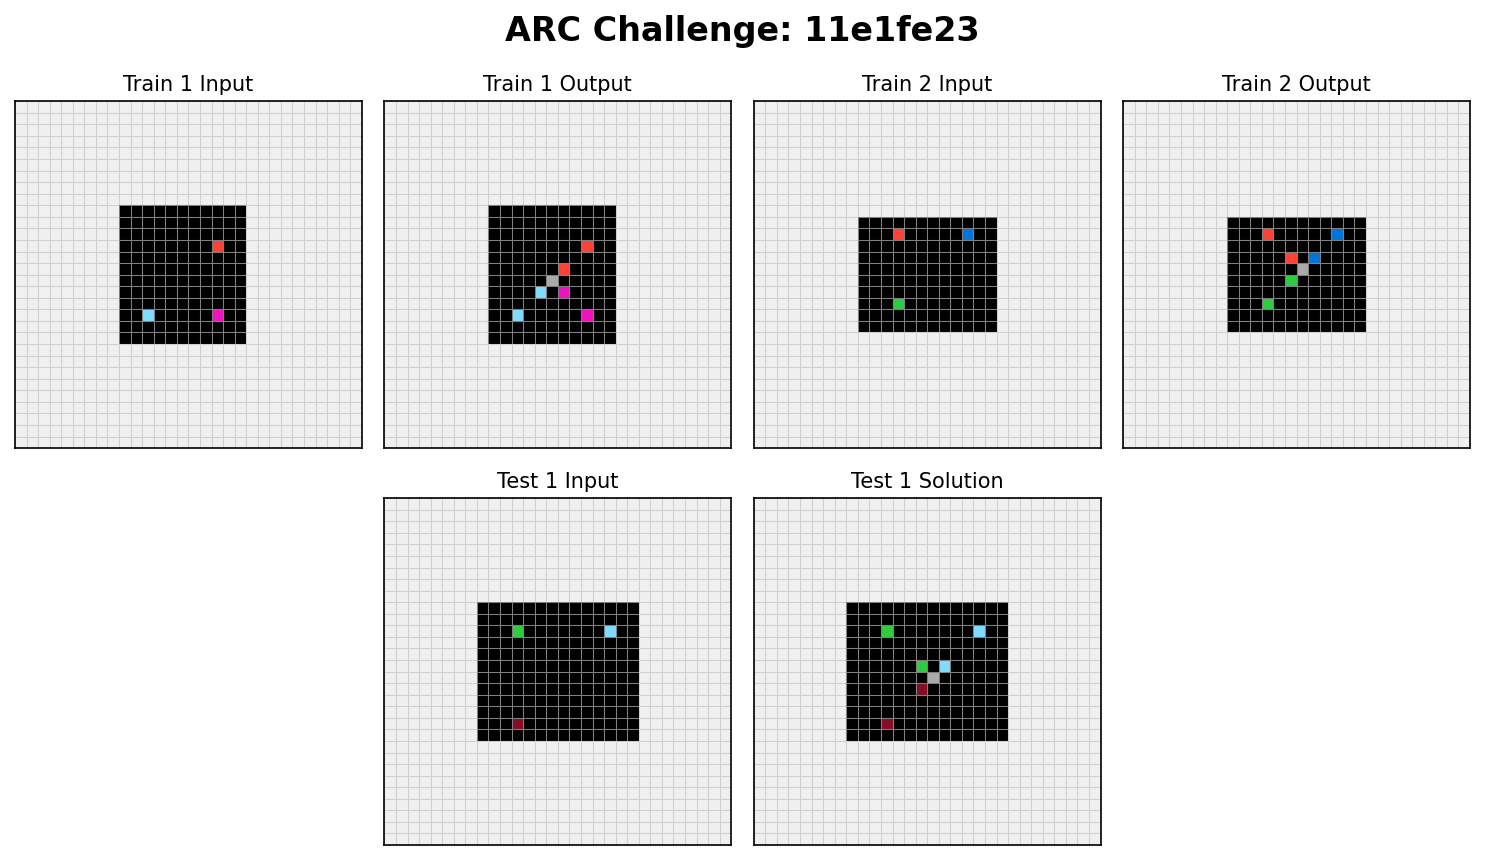 ARC Challenge: 11e1fe23
Train 1 Input
Train 1 Output
Train 2 Input
Train 2 Output
Test 1 Input
Test 1 Solution